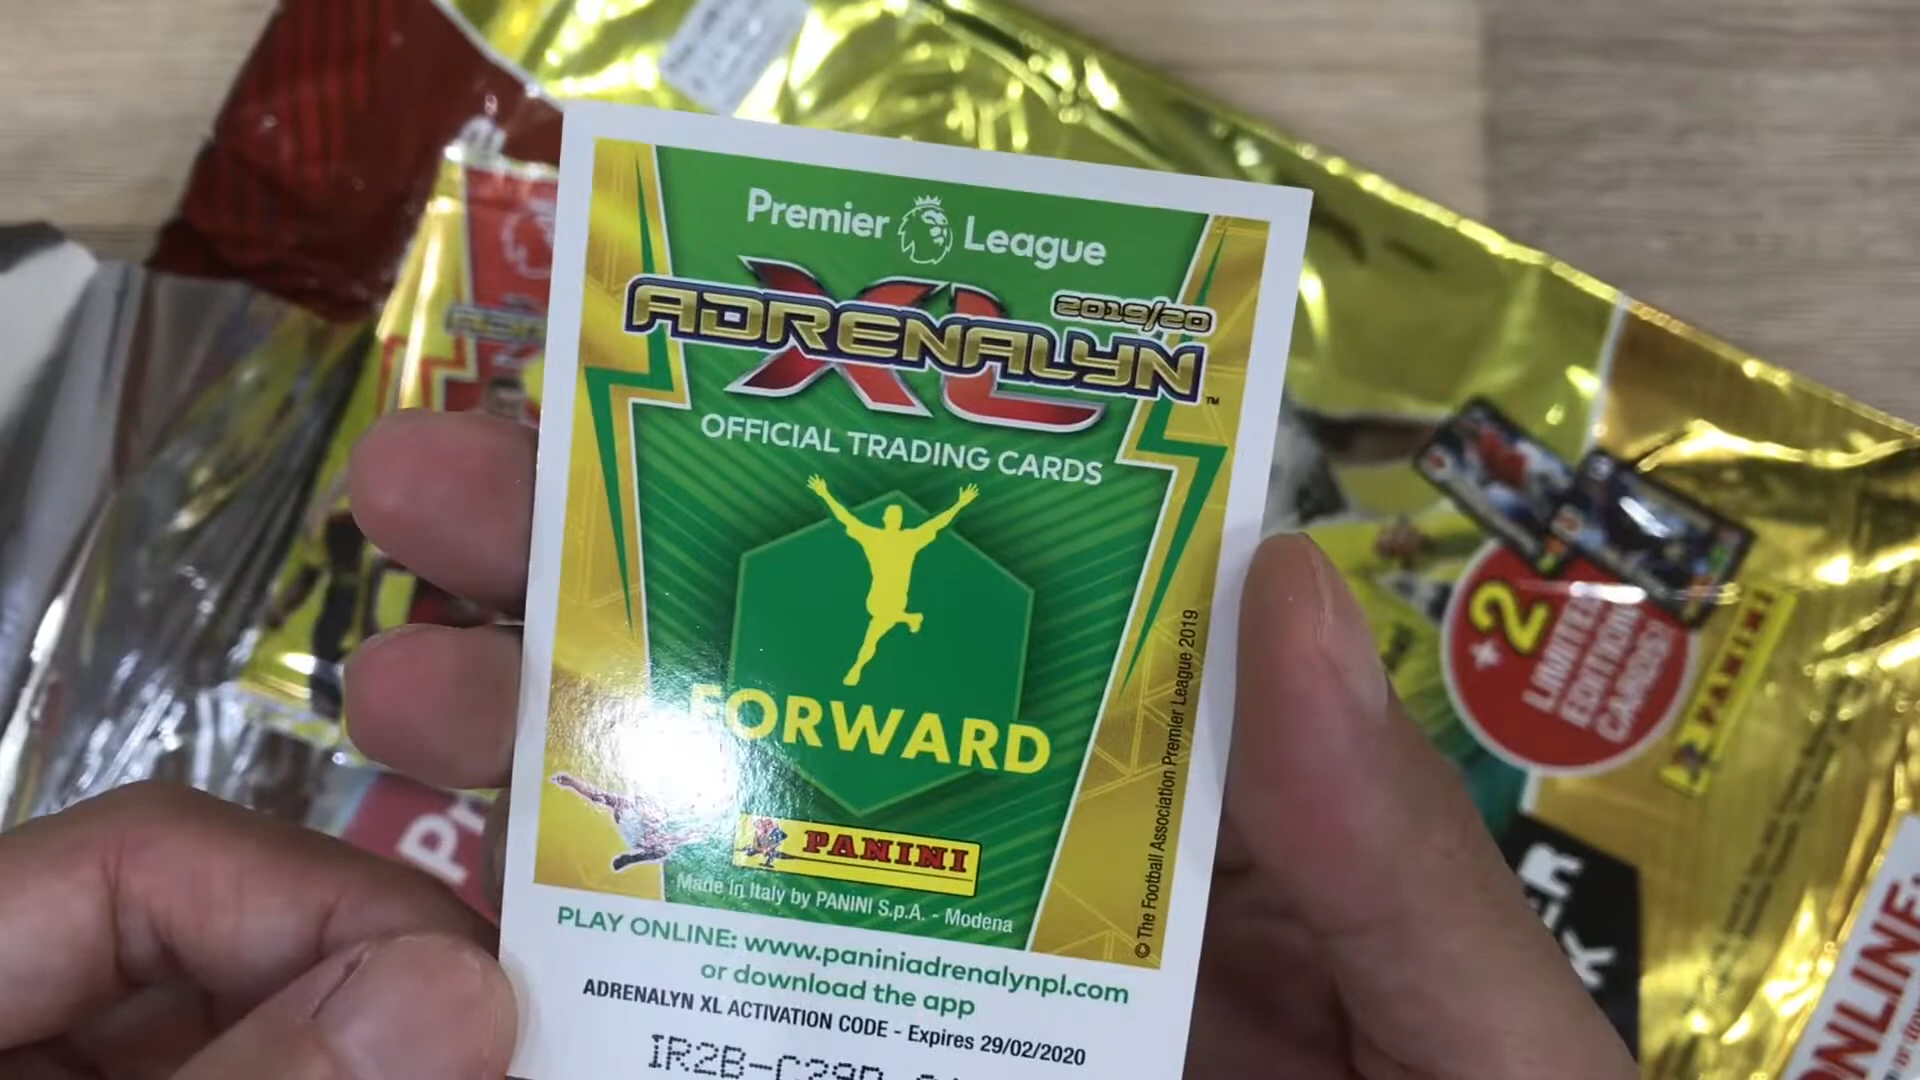 Premier League
ADRENALYN XL 2019/20 ™
OFFICIAL TRADING CARDS
FORWARD
PANINI
Made in Italy by PANINI S.p.A. - Modena
© The Football Association Premier League 2019
PLAY ONLINE: www.paniniadrenalynpl.com
or download the app
ADRENALYN XL ACTIVATION CODE - Expires 29/02/2020
+2
LIMITED
EDITION
CARDS!
PANINI
ONLINE: